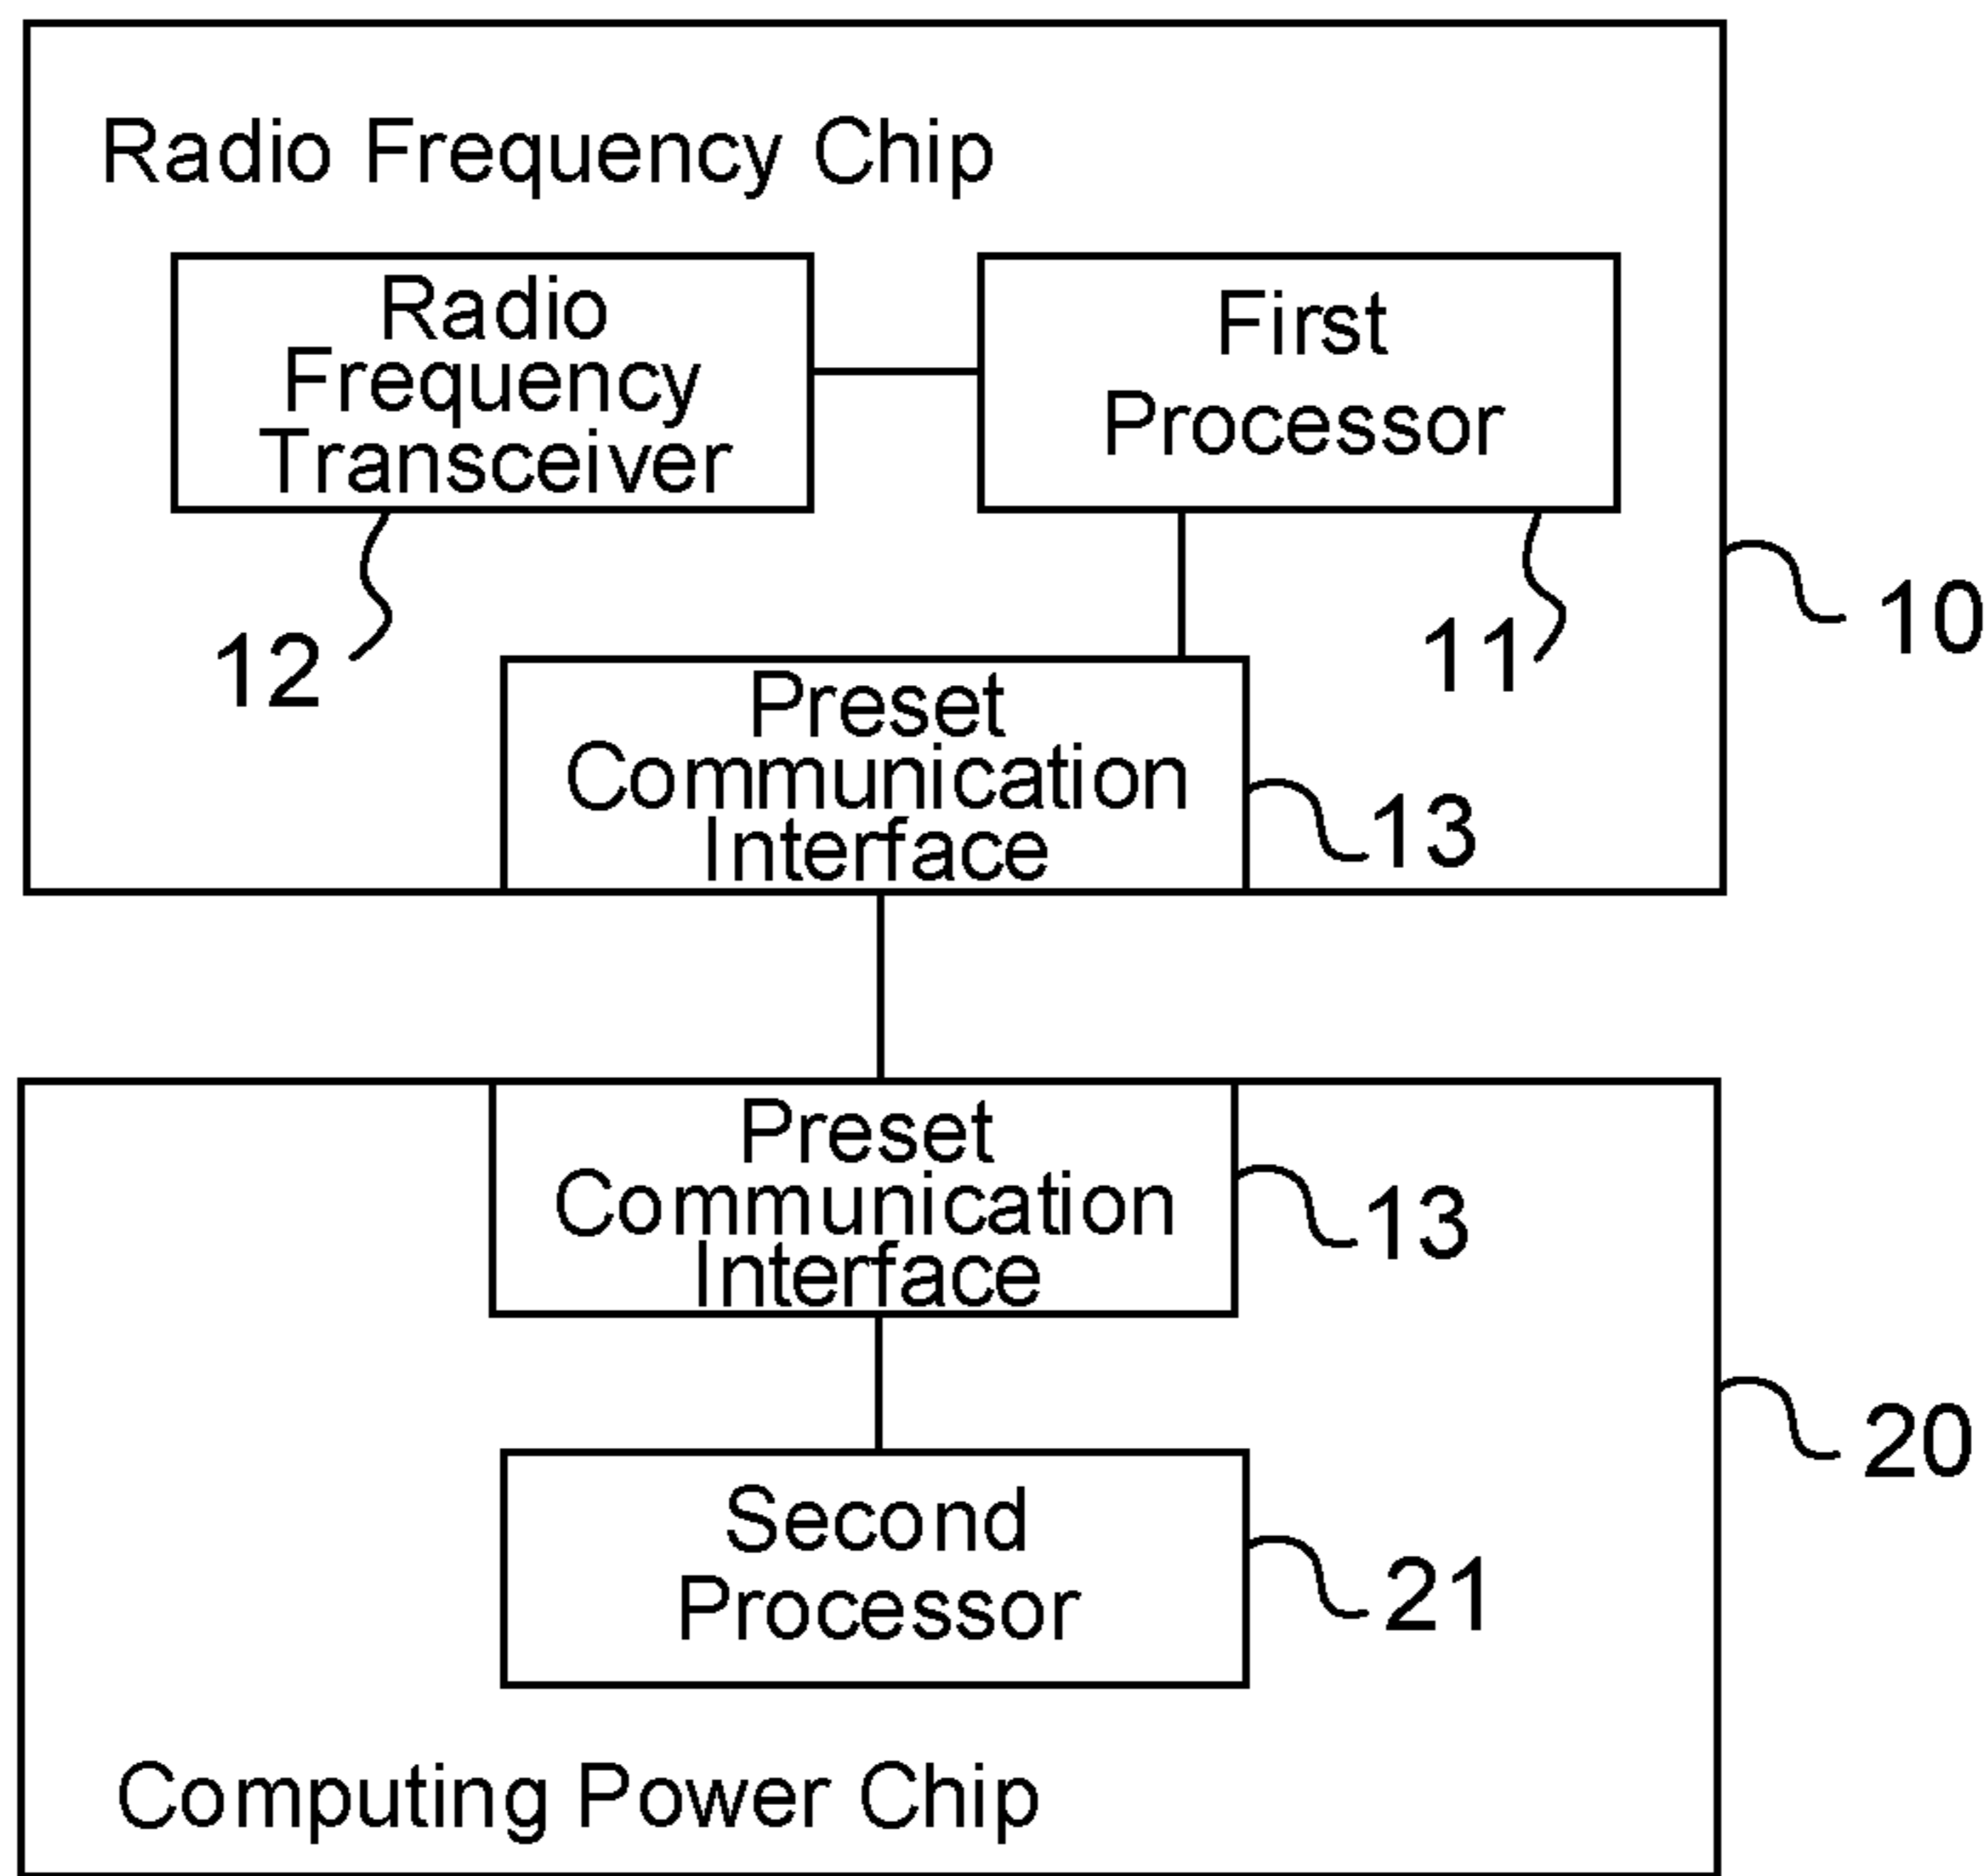 Radio Frequency Chip
Radio
Frequency
Transceiver
First
Processor
12
11
10
Preset
Communication
Interface
13
Preset
Communication
Interface
13
20
Second
Processor
21
Computing Power Chip